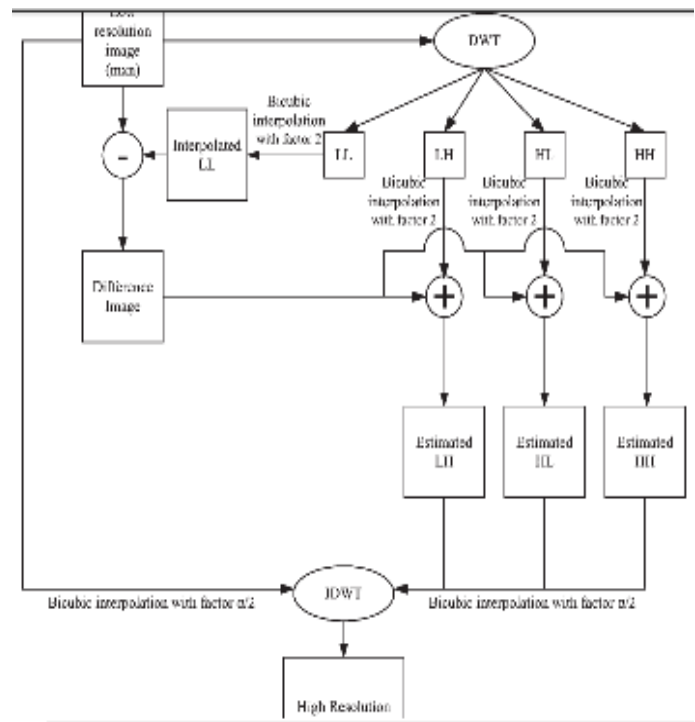 resolution
image
(mxn)
DWT
Bicubic
interpolation
with factor 2
Interpolated
LL
LL
LH
HL
HH
Bicubic
interpolation
with factor 2
Bicubic
interpolation
with factor 2
Bicubic
interpolation
with factor 2
Difference
Image
Estimated
LH
Estimated
HL
Estimated
HH
IDWT
Bicubic interpolation with factor α/2
Bicubic interpolation with factor α/2
High Resolution